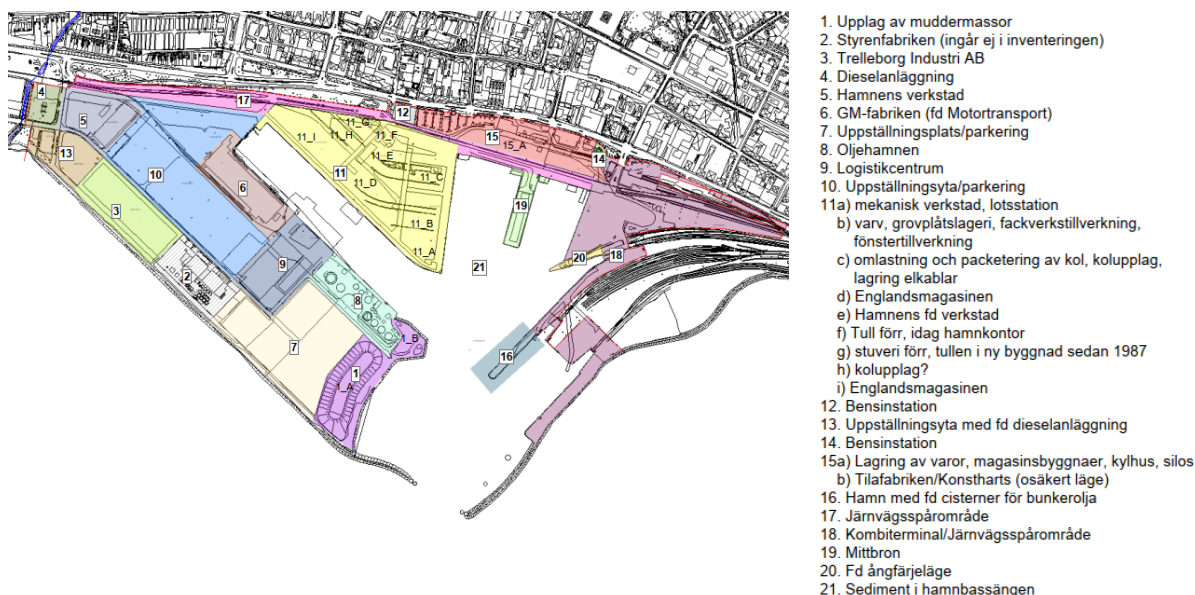 4
5
17
12
11_G
11_I
11_H
11_F
15
15_A
14
13
11_E
10
11
11_D
11_C
6
19
3
11_B
11_A
20
18
2
9
21
8
7
16
1_B
1
1_A
1. Upplag av muddermassor
2. Styrenfabriken (ingår ej i inventeringen)
3. Trelleborg Industri AB
4. Dieselanläggning
5. Hamnens verkstad
6. GM-fabriken (fd Motortransport)
7. Uppställningsplats/parkering
8. Oljehamnen
9. Logistikcentrum
10. Uppställningsyta/parkering
11a) mekanisk verkstad, lotsstation
b) varv, grovplåtslageri, fackverkstillverkning,
fönstertillverkning
c) omlastning och packetering av kol, kolupplag,
lagring elkablar
d) Englandsmagasinen
e) Hamnens fd verkstad
f) Tull förr, idag hamnkontor
g) stuveri förr, tullen i ny byggnad sedan 1987
h) kolupplag?
i) Englandsmagasinen
12. Bensinstation
13. Uppställningsyta med fd dieselanläggning
14. Bensinstation
15a) Lagring av varor, magasinsbyggnaer, kylhus, silos
b) Tilafabriken/Konstharts (osäkert läge)
16. Hamn med fd cisterner för bunkerolja
17. Järnvägsspårområde
18. Kombiterminal/Järnvägsspårområde
19. Mittbron
20. Fd ångfärjeläge
21. Sediment i hamnbassängen